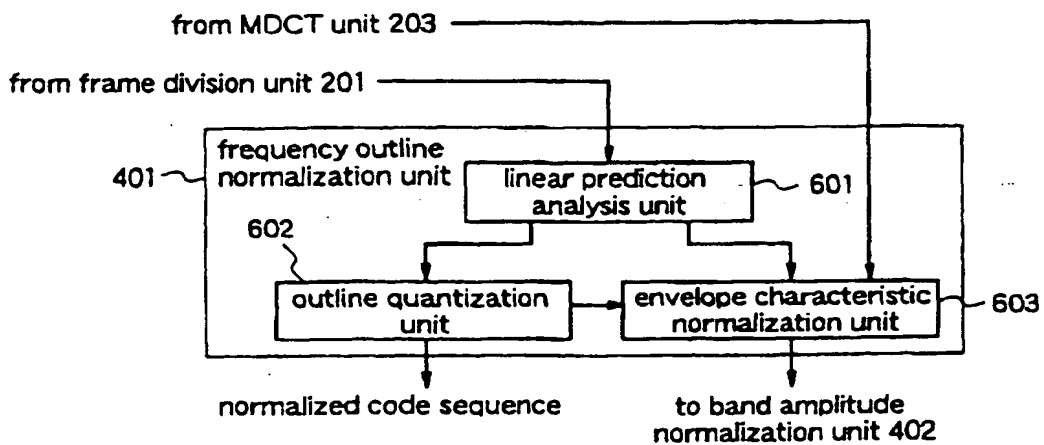 from MDCT unit 203
from frame division unit 201
frequency outline
normalization unit
401
linear prediction
analysis unit
601
602
outline quantization
unit
envelope characteristic
normalization unit
603
normalized code sequence
to band amplitude
normalization unit 402